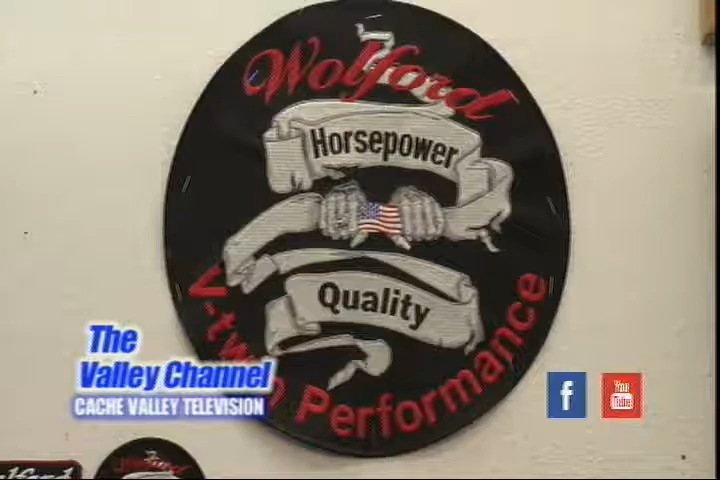 Wolford
Horsepower
Quality
V-twin Performance
The
Valley Channel
CACHE VALLEY TELEVISION
f
You
Tube